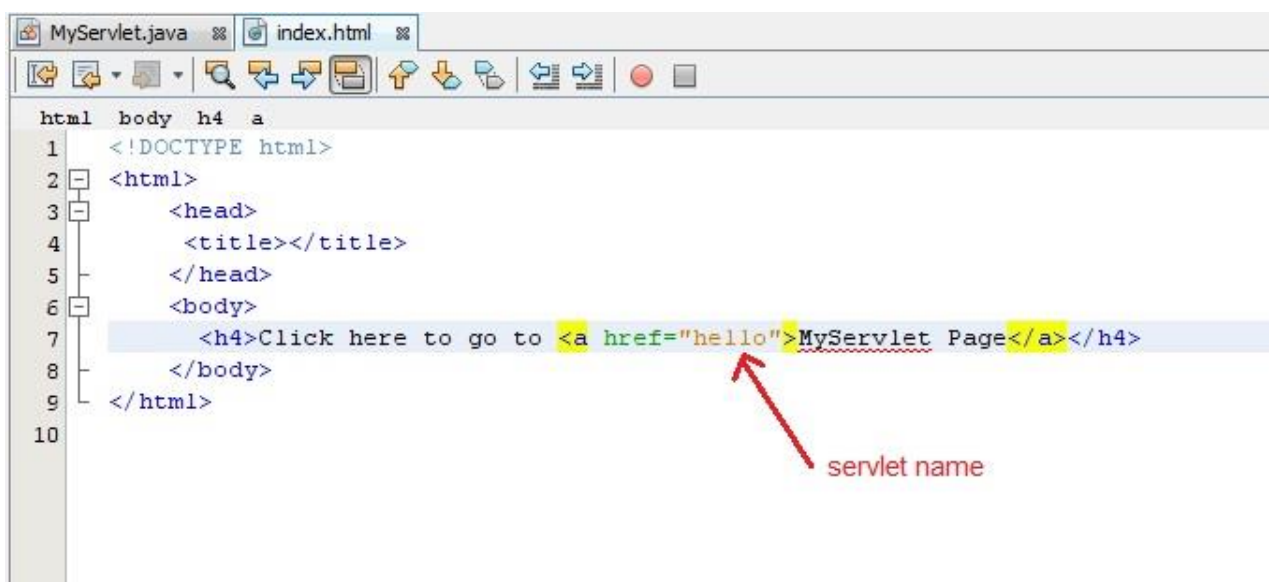 MyServlet.java index.html
html body h4 a
1 <!DOCTYPE html>
2 <html>
3 <head>
4 <title></title>
5 </head>
6 <body>
7 <h4>Click here to go to <a href="hello">MyServlet Page</a></h4>
8 </body>
9 </html>
10
servlet name